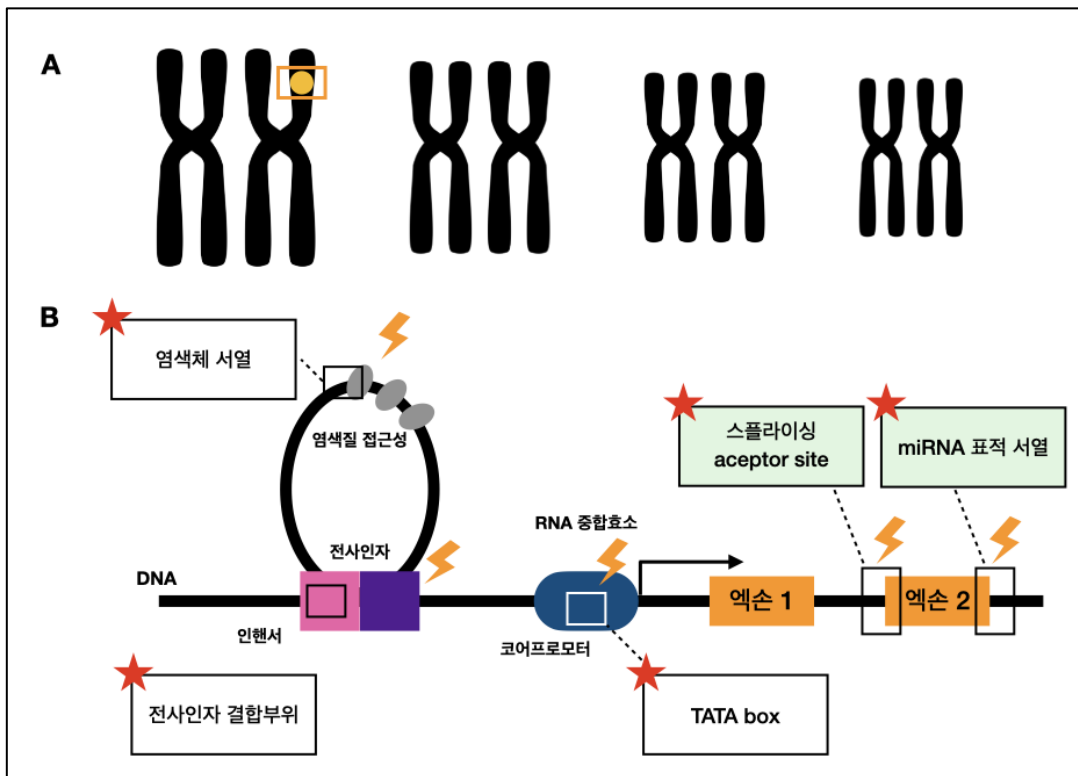 A
B
염색체 서열
염색질 접근성
스플라이싱
aceptor site
miRNA 표적 서열
RNA 중합효소
전사인자
DNA
엑손 1
엑손 2
인핸서
코어프로모터
전사인자 결합부위
TATA box